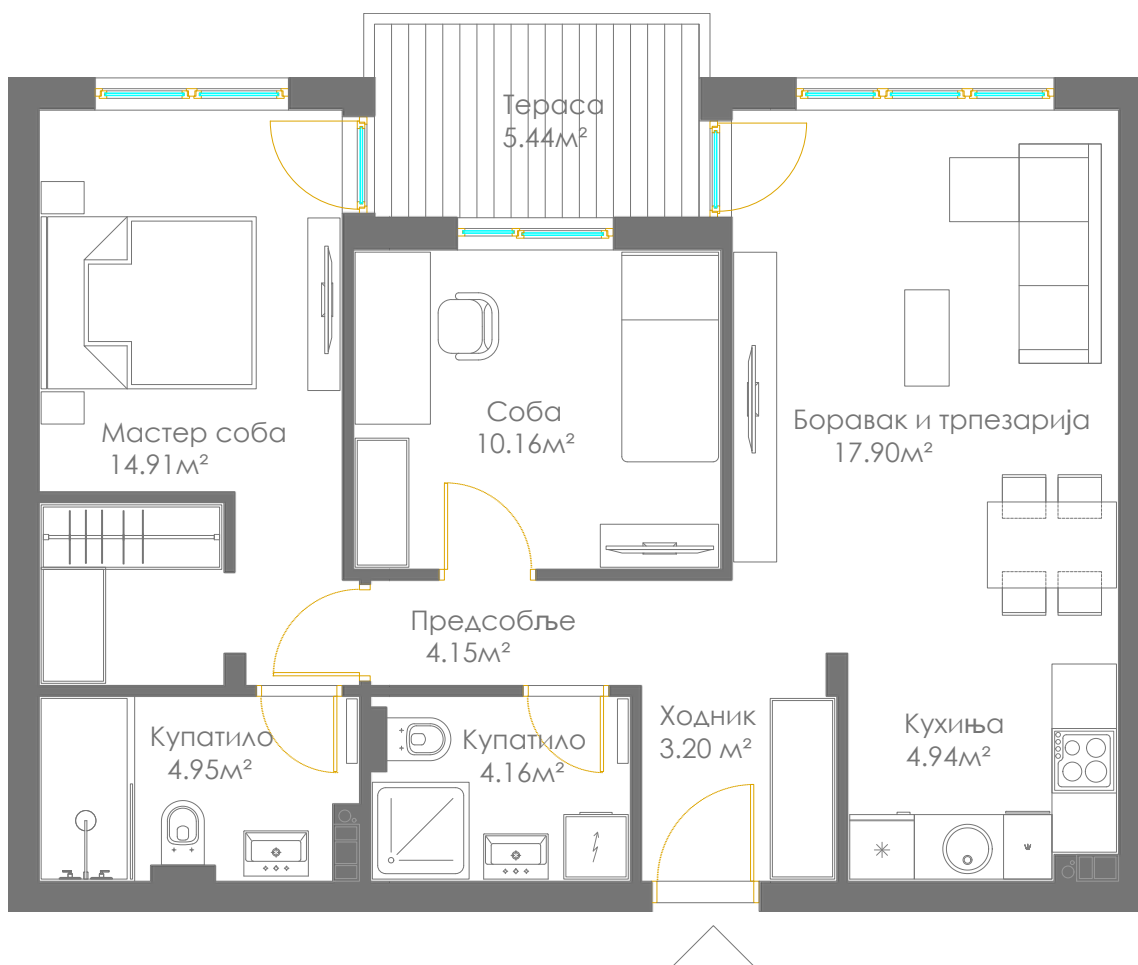 Тераса
5.44м²
Мастер соба
14.91м²
Соба
10.16м²
Боравак и трпезарија
17.90м²
Предсобље
4.15м²
Купатило
4.95м²
Купатило
4.16м²
Ходник
3.20 м²
Кухиња
4.94м²